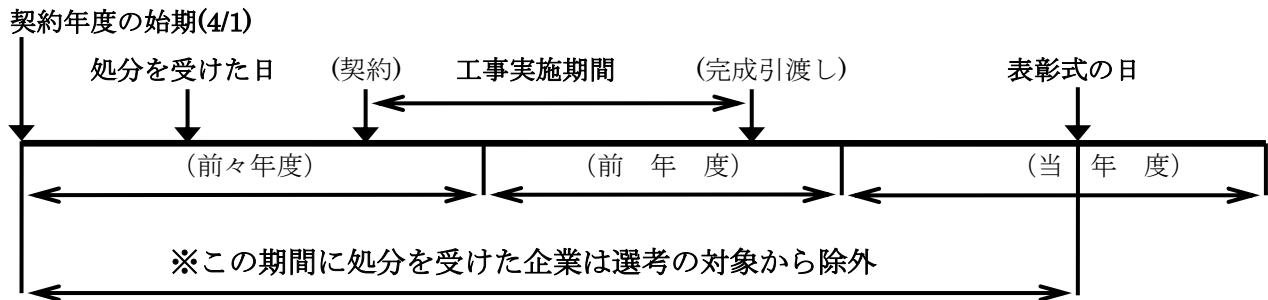 契約年度の始期(4/1)
処分を受けた日 (契約) 工事実施期間 (完成引渡し) 表彰式の日
(前々年度) (前 年 度) (当 年 度)
※この期間に処分を受けた企業は選考の対象から除外